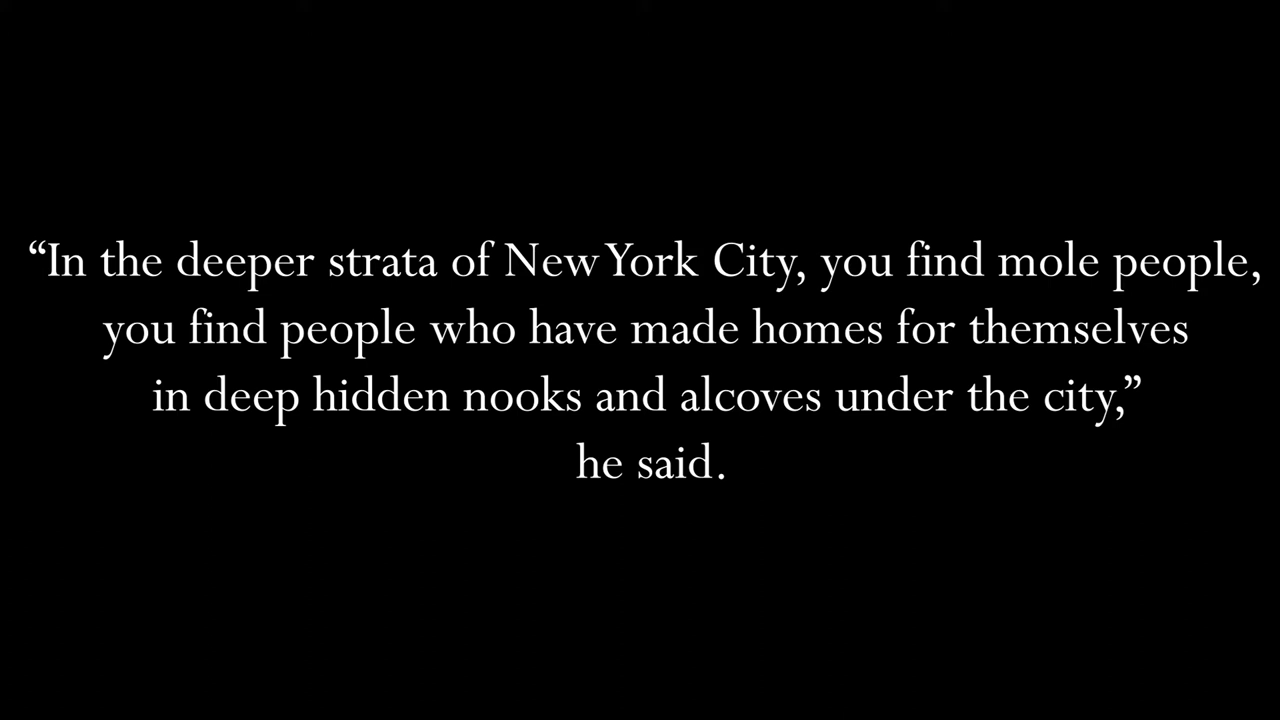 “In the deeper strata of New York City, you find mole people,
you find people who have made homes for themselves
in deep hidden nooks and alcoves under the city,”
he said.